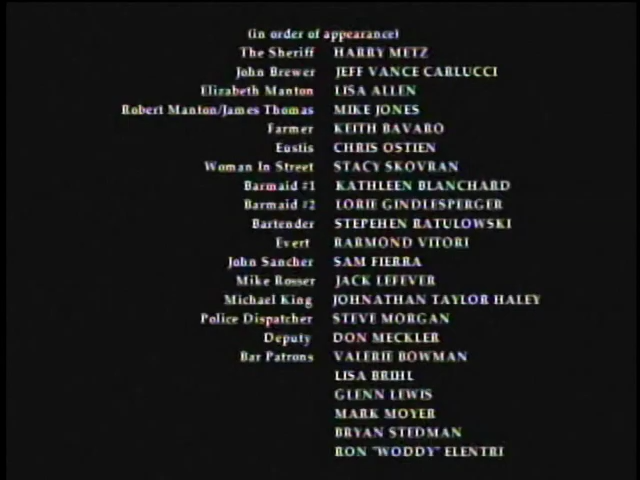 (in order of appearance)
The Sheriff HARRY METZ
John Brewer JEFF VANCE CARLUCCI
Elizabeth Manton LISA ALLEN
Robert Manton/James Thomas MIKE JONES
Farmer KEITH BAVARO
Eustis CHRIS OSTIEN
Woman In Street STACY SKOVRAN
Barmaid #1 KATHLEEN BLANCHARD
Barmaid #2 LORIE GINDLESPERGER
Bartender STEPEHEN RATULOWSKI
Evert RARMOND VITORI
John Sancher SAM FIERRA
Mike Rosser JACK LEFEVER
Michael King JOHNATHAN TAYLOR HALEY
Police Dispatcher STEVE MORGAN
Deputy DON MECKLER
Bar Patrons VALERIE BOWMAN
LISA BRIHL
GLENN LEWIS
MARK MOYER
BRYAN STEDMAN
RON "WODDY" ELENTRI